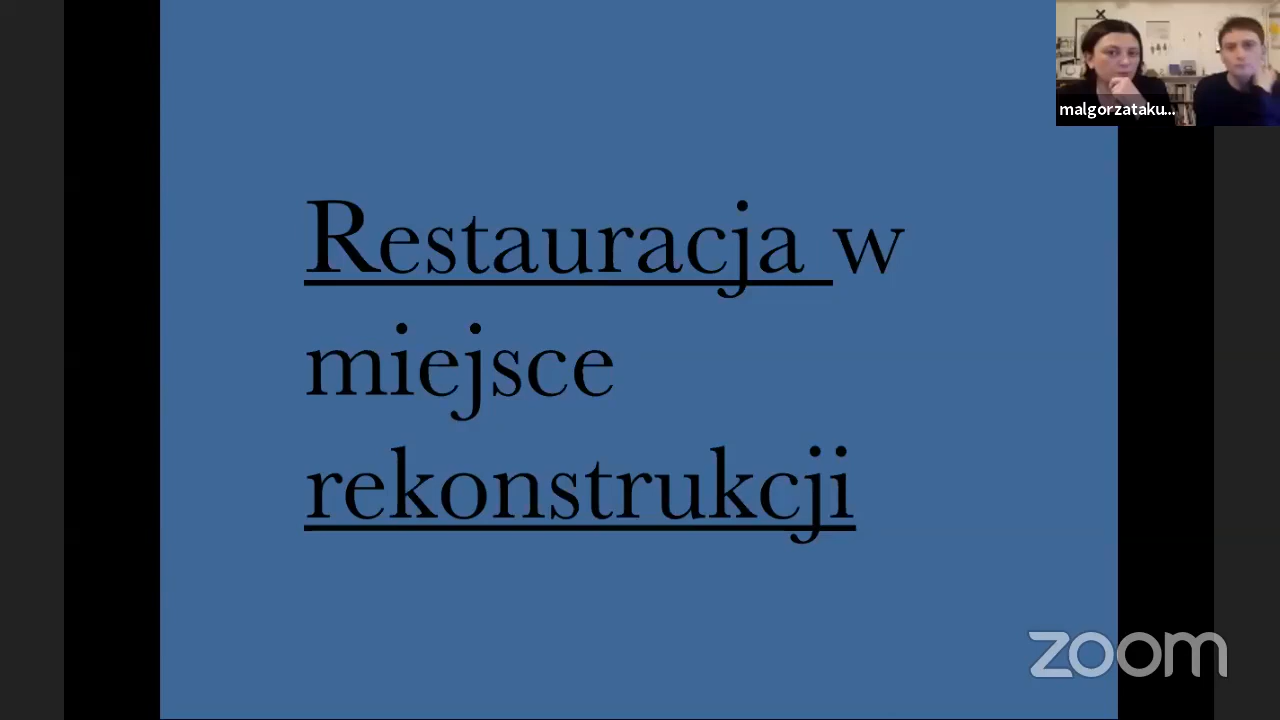 malgorzataku...
Restauracja w
miejsce
rekonstrukcji
zoom